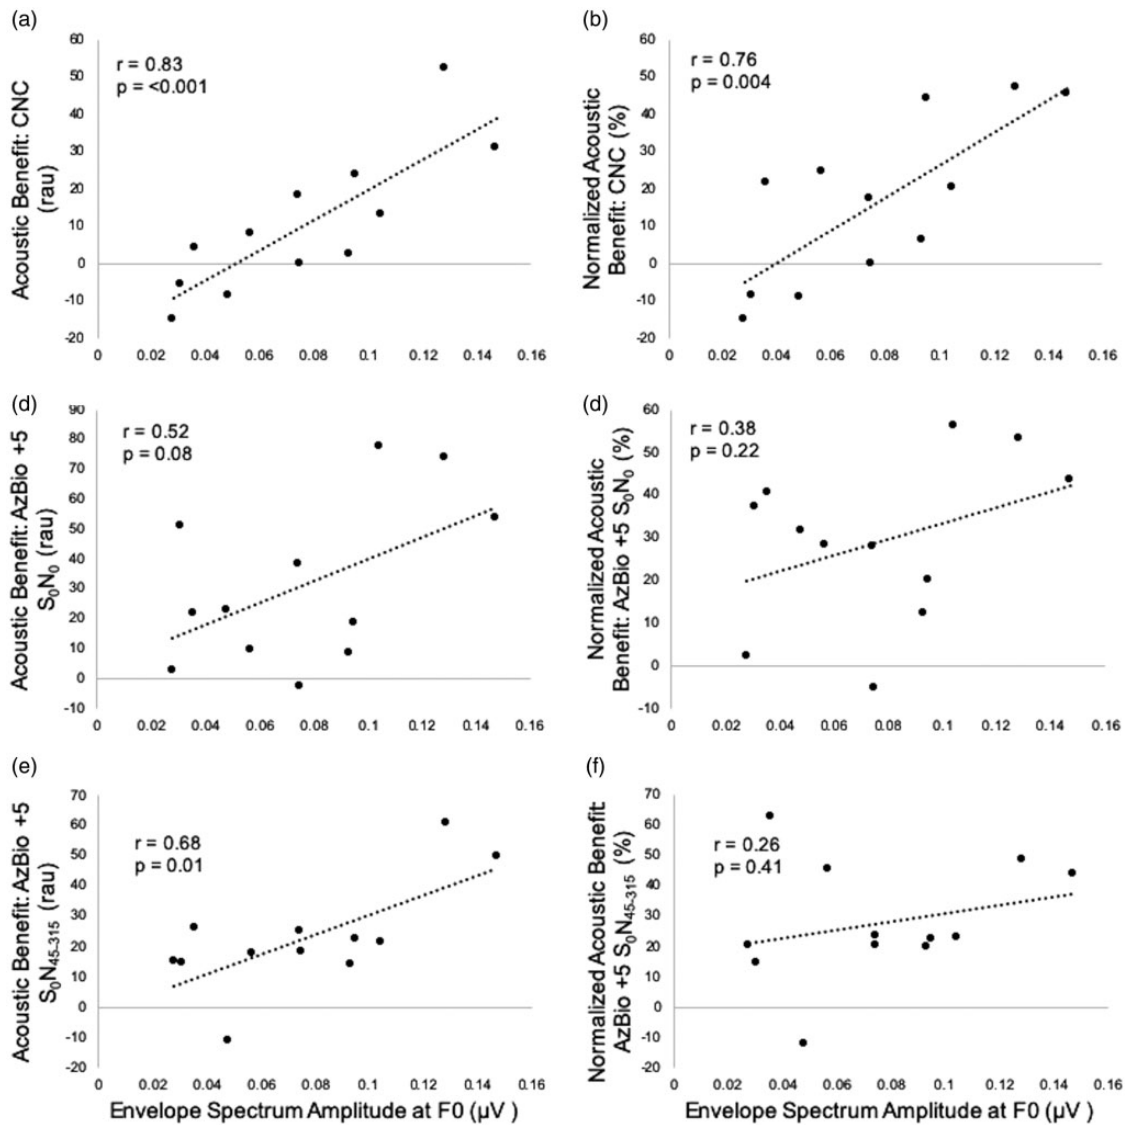 (a)
Acoustic Benefit: CNC
(rau)
60
50
40
30
20
10
0
-10
-20
r = 0.83
p = <0.001
0 0.02 0.04 0.06 0.08 0.1 0.12 0.14 0.16
(b)
Normalized Acoustic
Benefit: CNC (%)
60
50
40
30
20
10
0
-10
-20
r = 0.76
p = 0.004
0 0.02 0.04 0.06 0.08 0.1 0.12 0.14 0.16
(d)
Acoustic Benefit: AzBio +5
S₀N₀ (rau)
90
80
70
60
50
40
30
20
10
0
-10
r = 0.52
p = 0.08
0 0.02 0.04 0.06 0.08 0.1 0.12 0.14 0.16
(d)
Normalized Acoustic
Benefit: AzBio +5 S₀N₀ (%)
60
50
40
30
20
10
0
-10
r = 0.38
p = 0.22
0 0.02 0.04 0.06 0.08 0.1 0.12 0.14 0.16
(e)
Acoustic Benefit: AzBio +5
S₀N₄₅₋₃₁₅ (rau)
70
60
50
40
30
20
10
0
-10
-20
r = 0.68
p = 0.01
0 0.02 0.04 0.06 0.08 0.1 0.12 0.14 0.16
Envelope Spectrum Amplitude at F0 (μV )
(f)
Normalized Acoustic Benefit:
AzBio +5 S₀N₄₅₋₃₁₅ (%)
70
60
50
40
30
20
10
0
-10
-20
r = 0.26
p = 0.41
0 0.02 0.04 0.06 0.08 0.1 0.12 0.14 0.16
Envelope Spectrum Amplitude at F0 (μV )